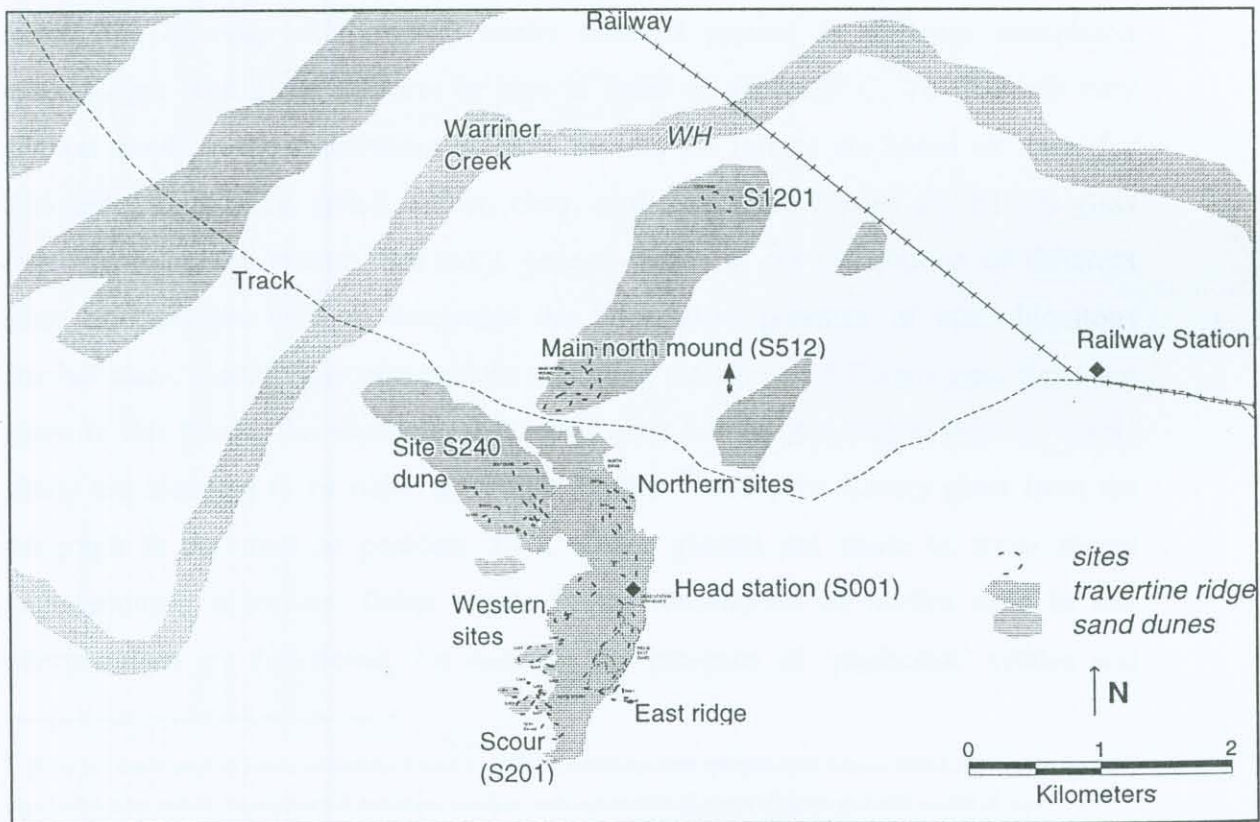 Railway
Warriner
Creek
WH
S1201
Track
Main north mound (S512)
Railway Station
Site S240
dune
Northern sites
sites
travertine ridge
sand dunes
Head station (S001)
Western
sites
N
East ridge
Scour
(S201)
0 1 2
Kilometers